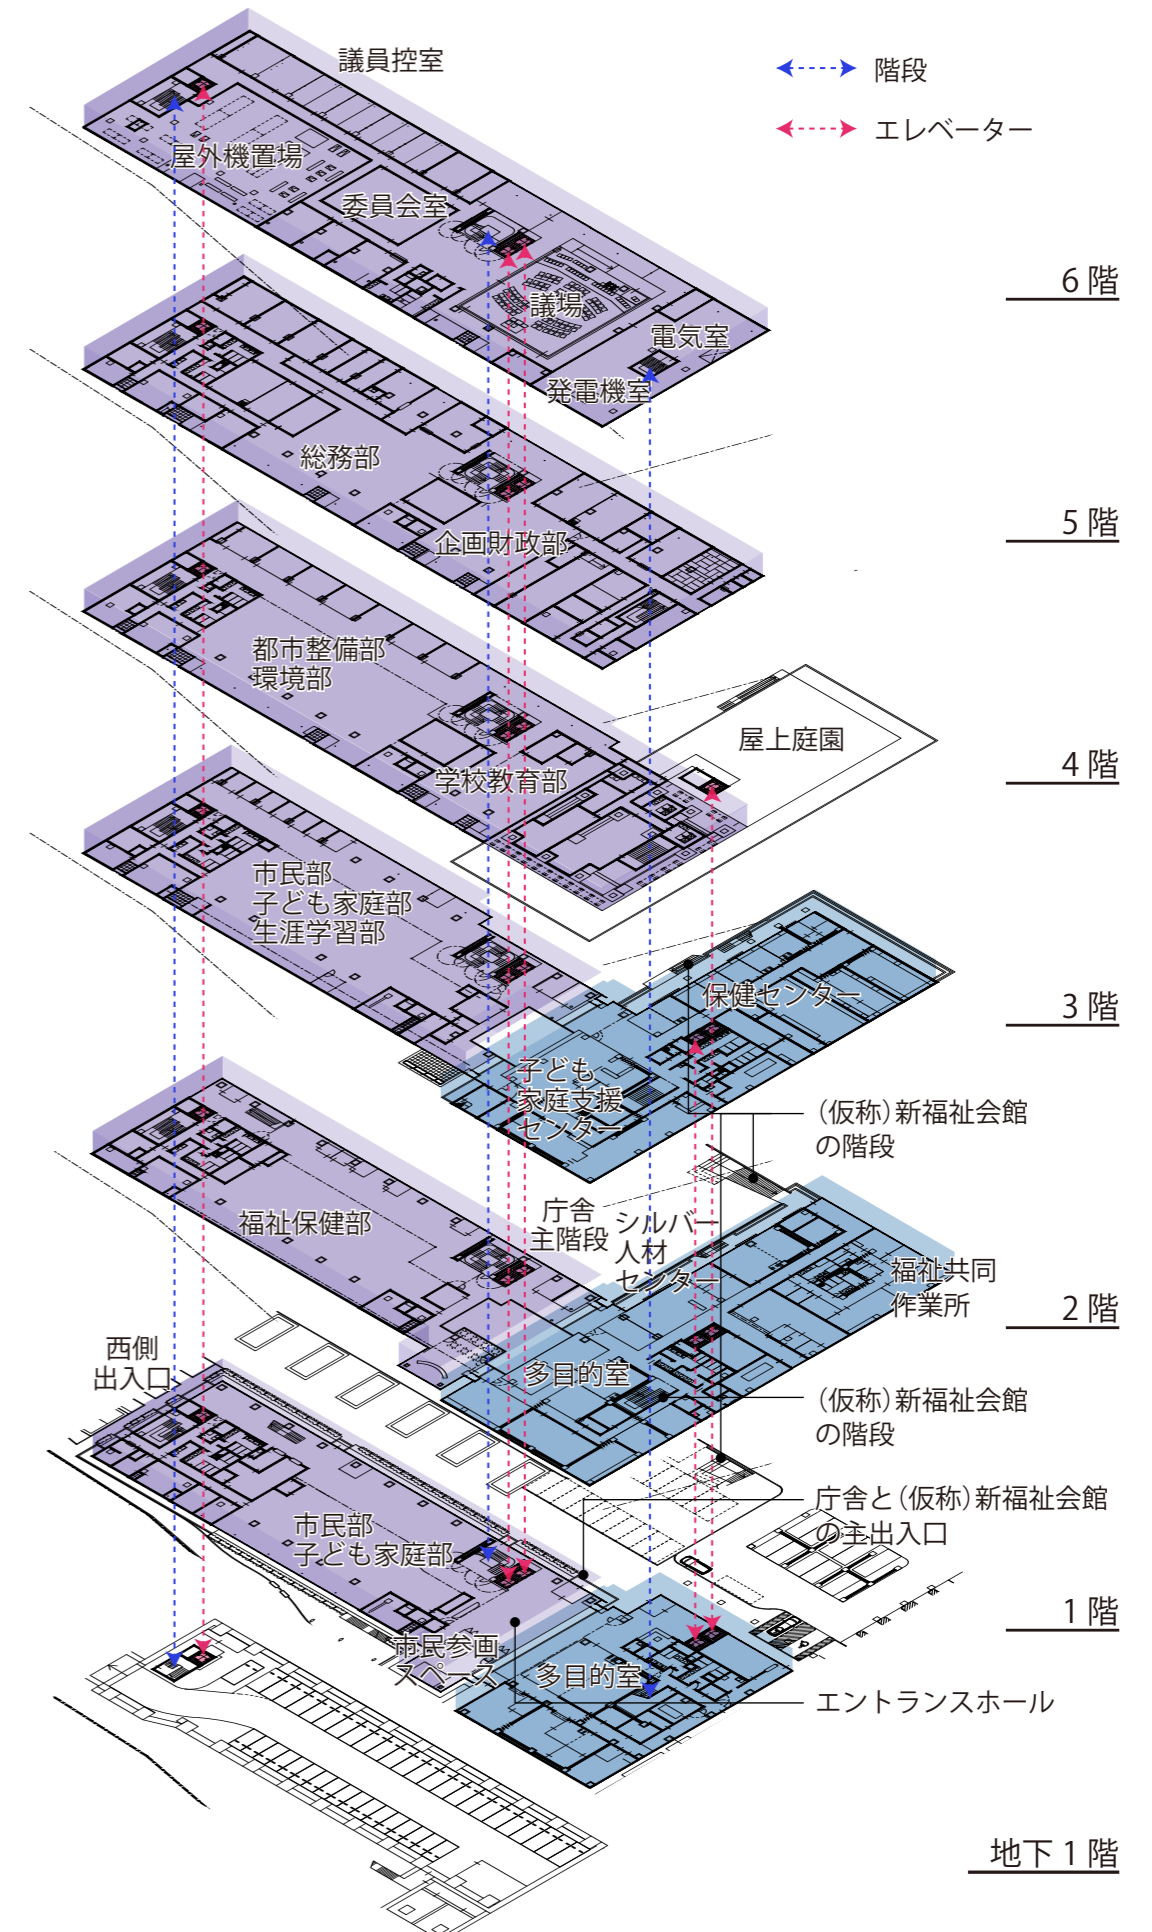 議員控室
階段
エレベーター
屋外機置場
委員会室
議場
電気室
発電機室
6 階
総務部
企画財政部
5 階
都市整備部
環境部
学校教育部
屋上庭園
4 階
市民部
子ども家庭部
生涯学習部
保健センター
子ども
家庭支援
センター
3 階
（仮称）新福祉会館
の階段
福祉保健部
庁舎
主階段
シルバー
人材
センター
福祉共同
作業所
多目的室
2 階
（仮称）新福祉会館
の階段
西側
出入口
庁舎と（仮称）新福祉会館
の主出入口
市民部
子ども家庭部
市民参画
スペース
多目的室
1 階
エントランスホール
地下 1 階